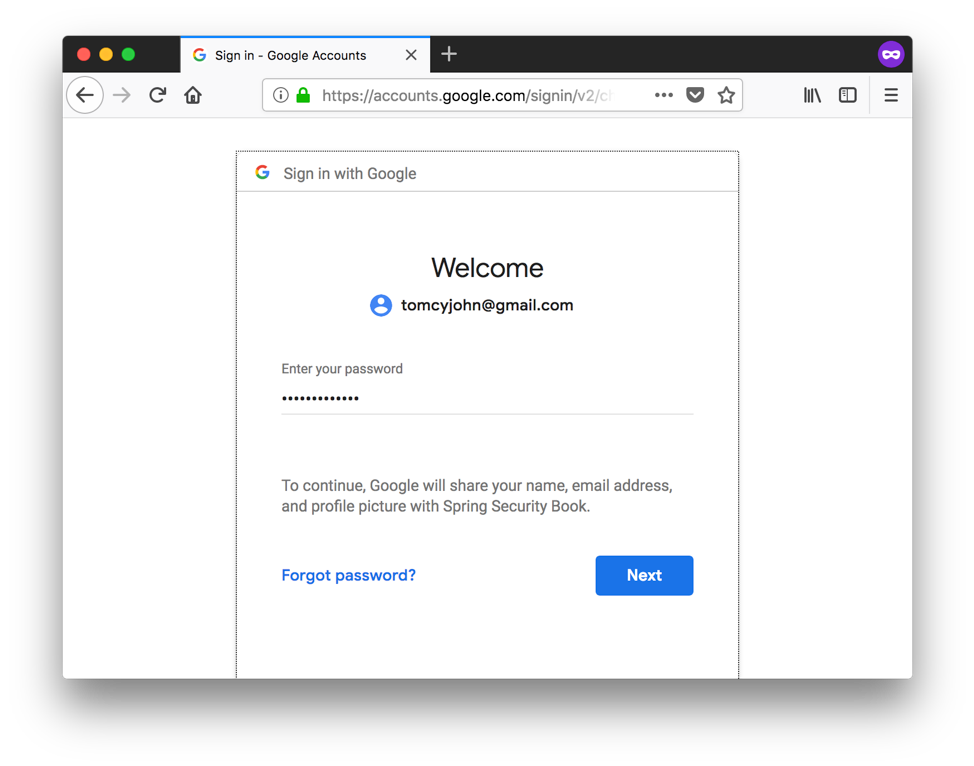 Sign in - Google Accounts
https://accounts.google.com/signin/v2/
Sign in with Google
Welcome
tomcyjohn@gmail.com
Enter your password
•••••••••••••
To continue, Google will share your name, email address,
and profile picture with Spring Security Book.
Forgot password?
Next